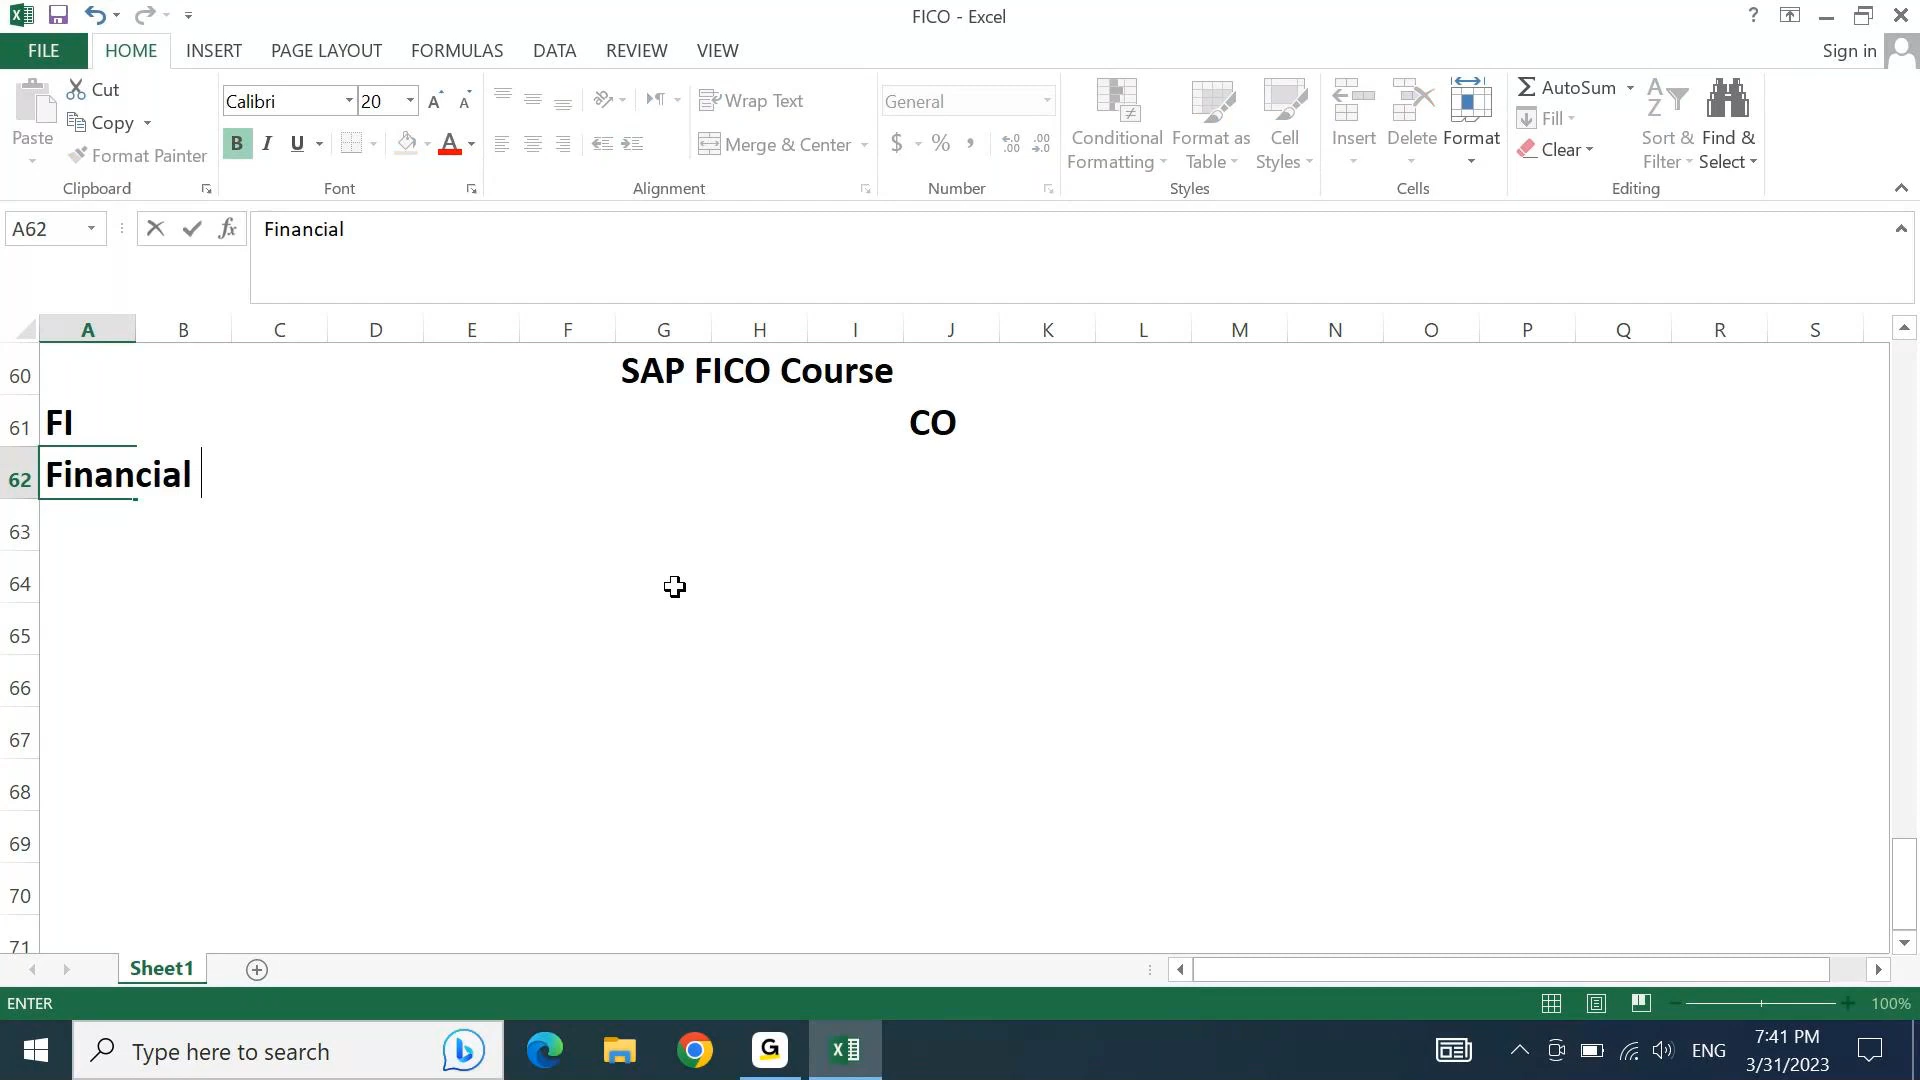 FICO - Excel
?
FILE HOME INSERT PAGE LAYOUT FORMULAS DATA REVIEW VIEW Sign in
Paste Cut Copy Format Painter
Clipboard
Calibri 20 A A
B I U A
Font
Wrap Text
Merge & Center
Alignment
General
$ % ,
Number
Conditional Formatting Format as Table Cell Styles
Styles
Insert Delete Format
Cells
AutoSum Fill Clear Sort & Filter Find & Select
Editing
A62 fx Financial
A B C D E F G H I J K L M N O P Q R S
60 SAP FICO Course
61 FI CO
62 Financial
63
64
65
66
67
68
69
70
71
Sheet1
ENTER 100%
Type here to search ENG 7:41 PM
3/31/2023